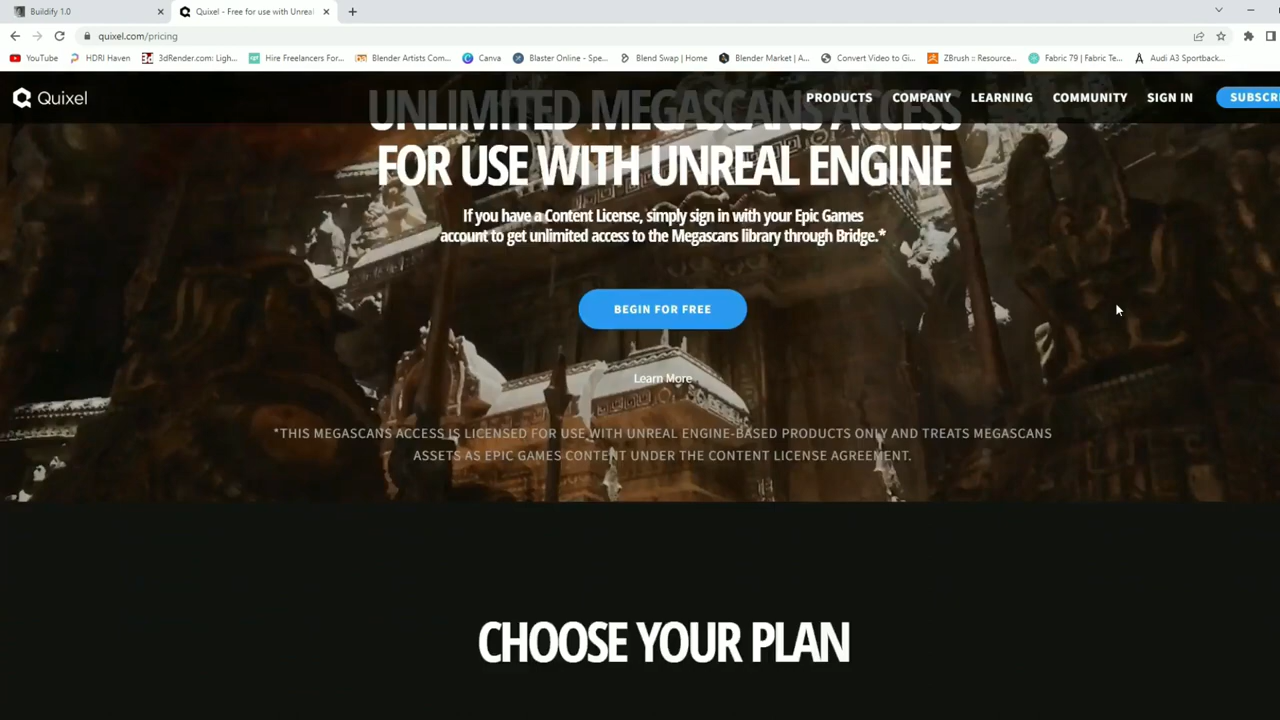 Buildify 1.0
Quixel - Free for use with Unreal
quixel.com/pricing
YouTube
HDRI Haven
3dRender.com: Ligh...
Hire Freelancers For...
Blender Artists Com...
Canva
Blaster Online - Spe...
Blend Swap | Home
Blender Market | A...
Convert Video to Gi...
ZBrush :: Resource...
Fabric 79 | Fabric Te...
Audi A3 Sportback...
Quixel
PRODUCTS
COMPANY
LEARNING
COMMUNITY
SIGN IN
SUBSCRI
UNLIMITED MEGASCANS ACCESS
FOR USE WITH UNREAL ENGINE
If you have a Content License, simply sign in with your Epic Games
account to get unlimited access to the Megascans library through Bridge.*
BEGIN FOR FREE
Learn More
*THIS MEGASCANS ACCESS IS LICENSED FOR USE WITH UNREAL ENGINE-BASED PRODUCTS ONLY AND TREATS MEGASCANS
ASSETS AS EPIC GAMES CONTENT UNDER THE CONTENT LICENSE AGREEMENT.
CHOOSE YOUR PLAN